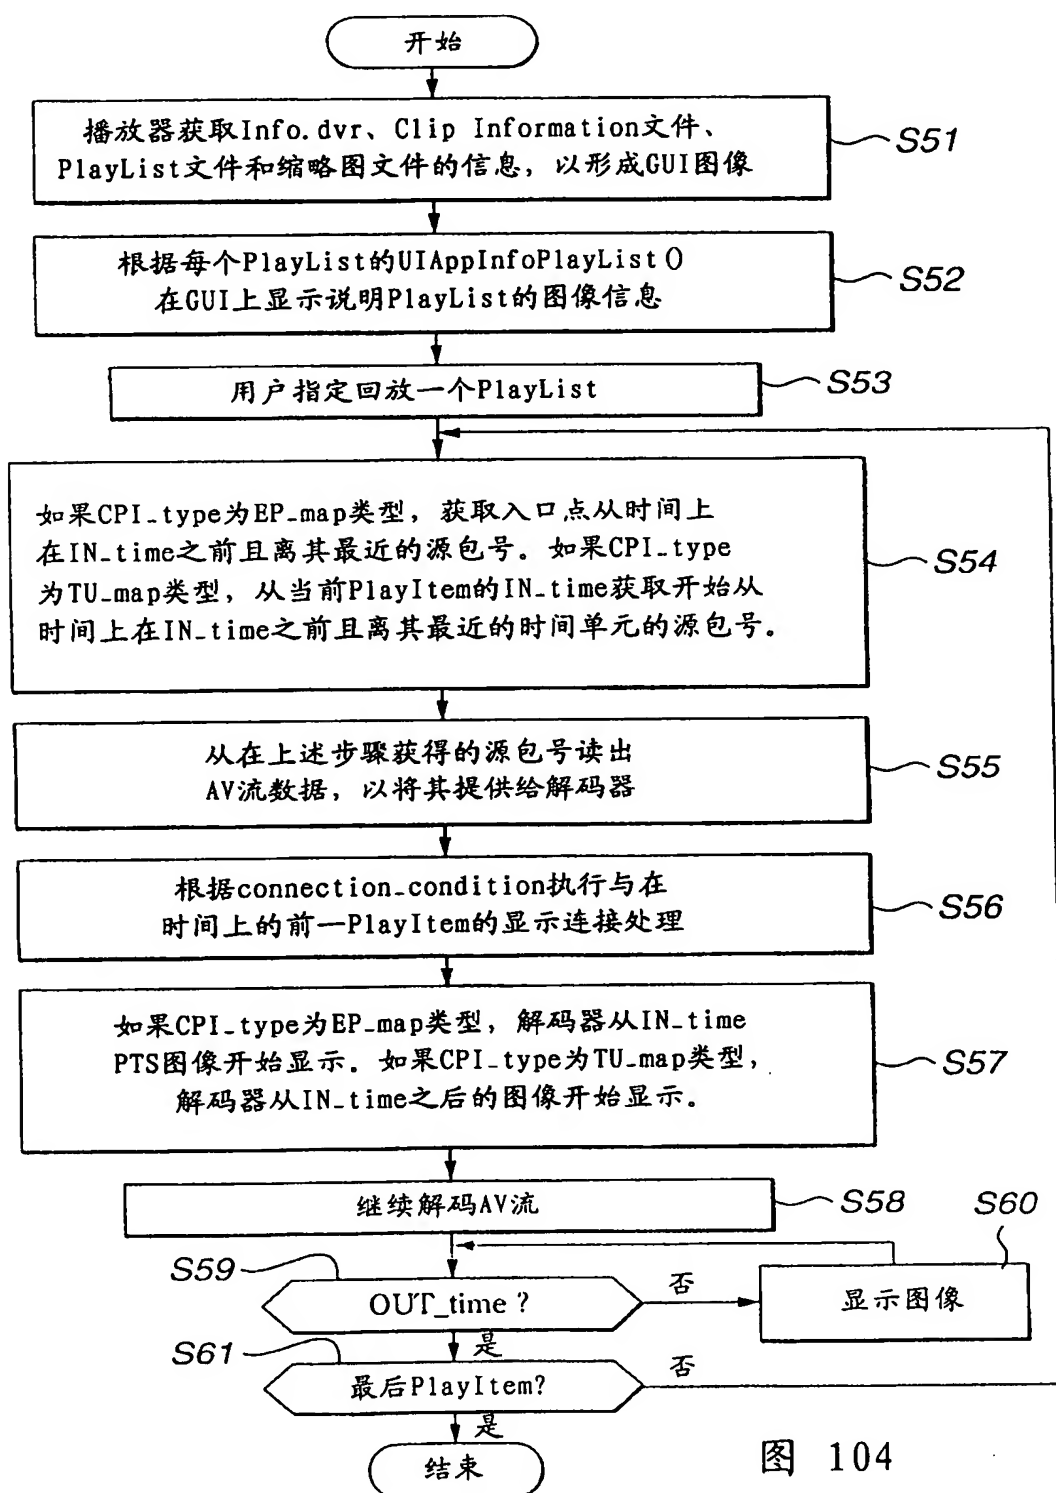 开始
播放器获取Info.dvr、Clip Information文件、
PlayList文件和缩略图文件的信息，以形成GUI图像
S51
根据每个PlayList的UIAppInfoPlayList()
在GUI上显示说明PlayList的图像信息
S52
用户指定回放一个PlayList
S53
如果CPI_type为EP_map类型，获取入口点从时间上
在IN_time之前且离其最近的源包号。如果CPI_type
为TU_map类型，从当前PlayItem的IN_time获取开始从
时间上在IN_time之前且离其最近的时间单元的源包号。
S54
从在上述步骤获得的源包号读出
AV流数据，以将其提供给解码器
S55
根据connection_condition执行与在
时间上的前一PlayItem的显示连接处理
S56
如果CPI_type为EP_map类型，解码器从IN_time
PTS图像开始显示。如果CPI_type为TU_map类型，
解码器从IN_time之后的图像开始显示。
S57
继续解码AV流
S58
S60
S59
OUT_time ?
否
显示图像
是
S61
最后PlayItem?
否
是
结束
图 104